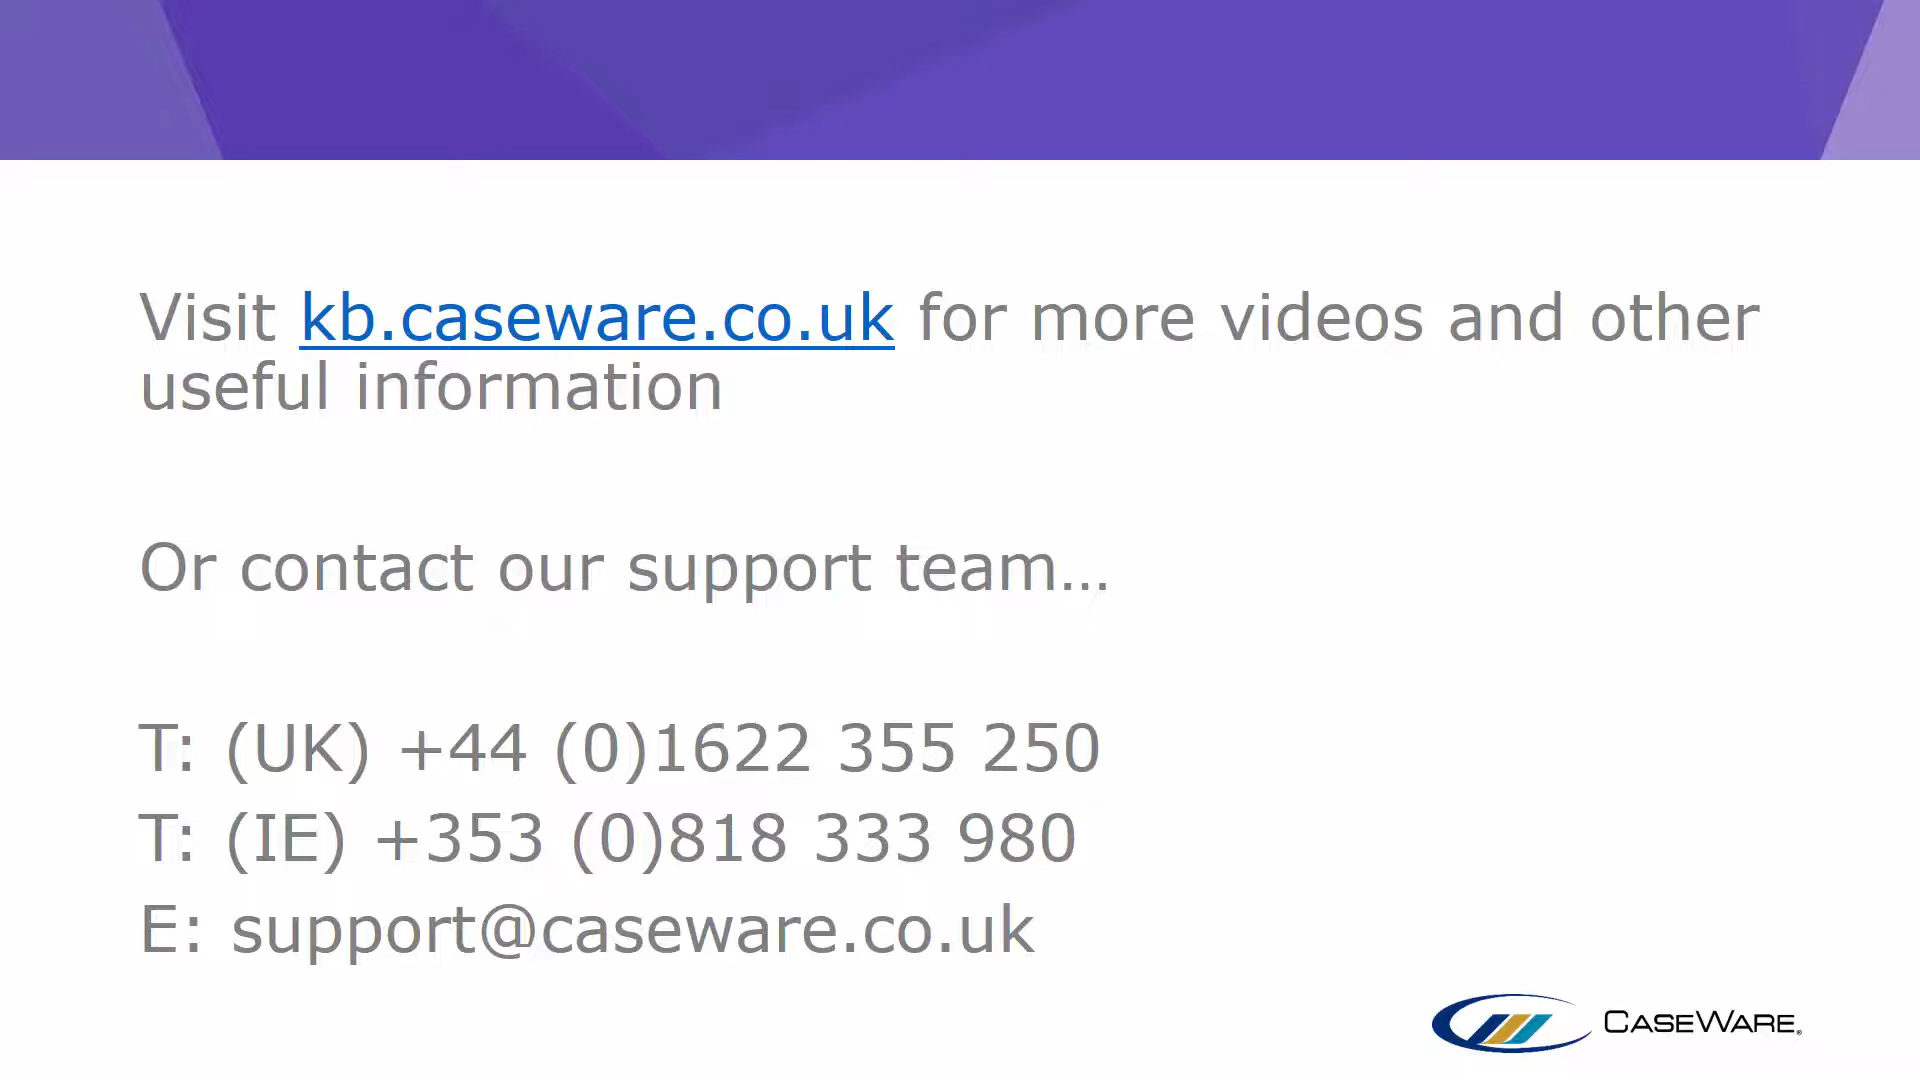 Visit kb.caseware.co.uk for more videos and other
useful information
Or contact our support team…
T: (UK) +44 (0)1622 355 250
T: (IE) +353 (0)818 333 980
E: support@caseware.co.uk
CASEWARE®